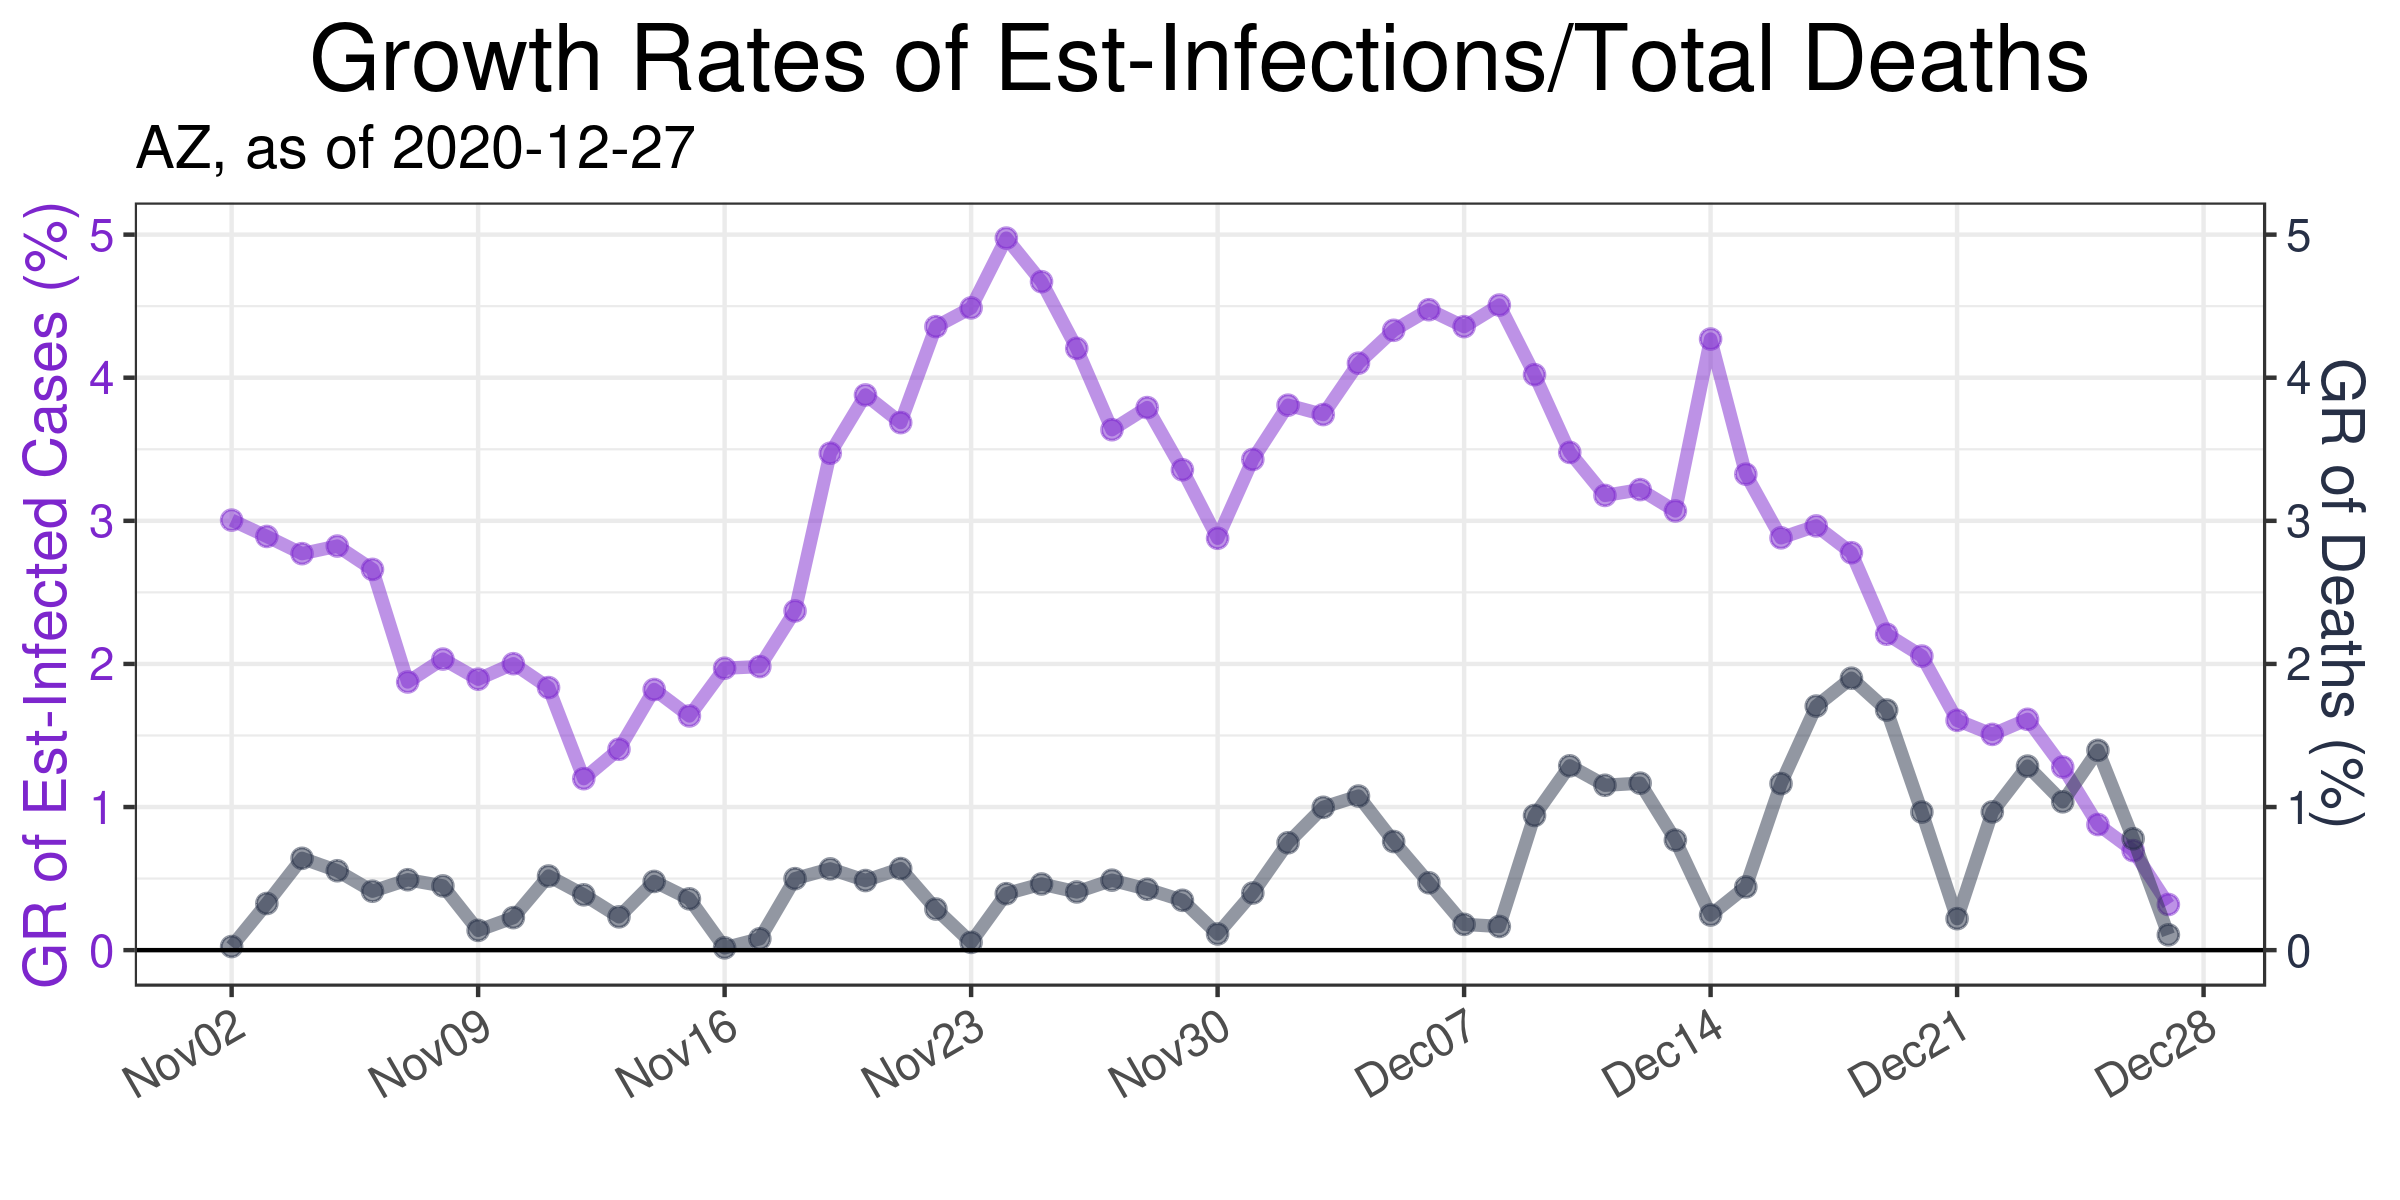 Growth Rates of Est-Infections/Total Deaths
AZ, as of 2020-12-27
GR of Est-Infected Cases (%)
5
4
3
2
1
0
5
4
3
2
1
0
GR of Deaths (%)
Nov02
Nov09
Nov16
Nov23
Nov30
Dec07
Dec14
Dec21
Dec28